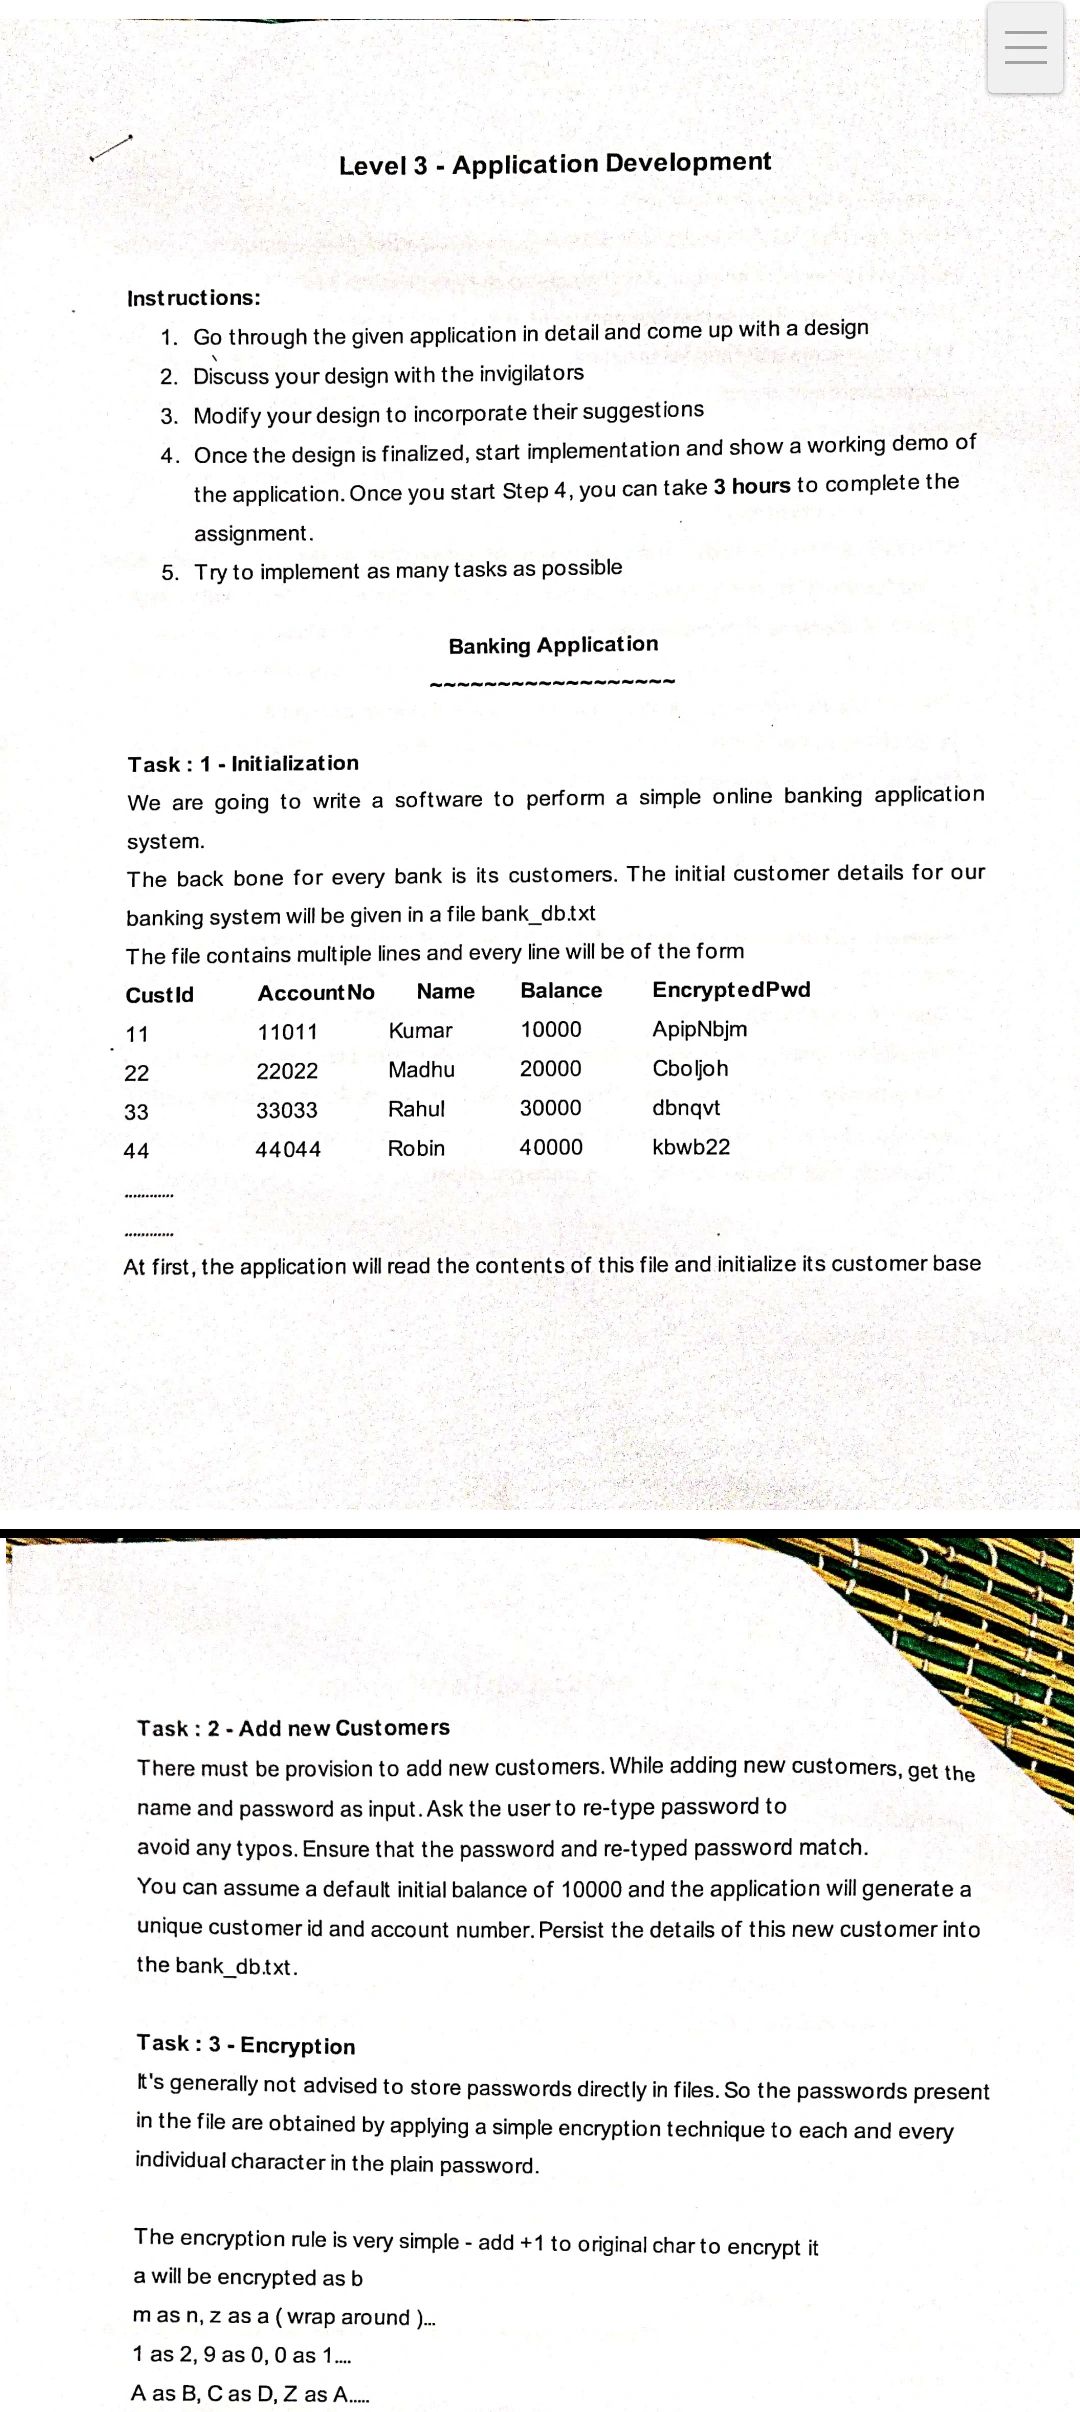 Level 3 - Application Development
Instructions:
1. Go through the given application in detail and come up with a design
2. Discuss your design with the invigilators
3. Modify your design to incorporate their suggestions
4. Once the design is finalized, start implementation and show a working demo of
the application. Once you start Step 4, you can take 3 hours to complete the
assignment.
5. Try to implement as many tasks as possible
Banking Application
~~~~~~~~~~~~~~~~~~
Task : 1 - Initialization
We are going to write a software to perform a simple online banking application
system.
The back bone for every bank is its customers. The initial customer details for our
banking system will be given in a file bank_db.txt
The file contains multiple lines and every line will be of the form
CustId AccountNo Name Balance EncryptedPwd
11 11011 Kumar 10000 ApipNbjm
22 22022 Madhu 20000 Cboljoh
33 33033 Rahul 30000 dbnqvt
44 44044 Robin 40000 kbwb22
............
............
At first, the application will read the contents of this file and initialize its customer base
Task : 2 - Add new Customers
There must be provision to add new customers. While adding new customers, get the
name and password as input. Ask the user to re-type password to
avoid any typos. Ensure that the password and re-typed password match.
You can assume a default initial balance of 10000 and the application will generate a
unique customer id and account number. Persist the details of this new customer into
the bank_db.txt.
Task : 3 - Encryption
It's generally not advised to store passwords directly in files. So the passwords present
in the file are obtained by applying a simple encryption technique to each and every
individual character in the plain password.
The encryption rule is very simple - add +1 to original char to encrypt it
a will be encrypted as b
m as n, z as a ( wrap around )...
1 as 2, 9 as 0, 0 as 1....
A as B, C as D, Z as A.....